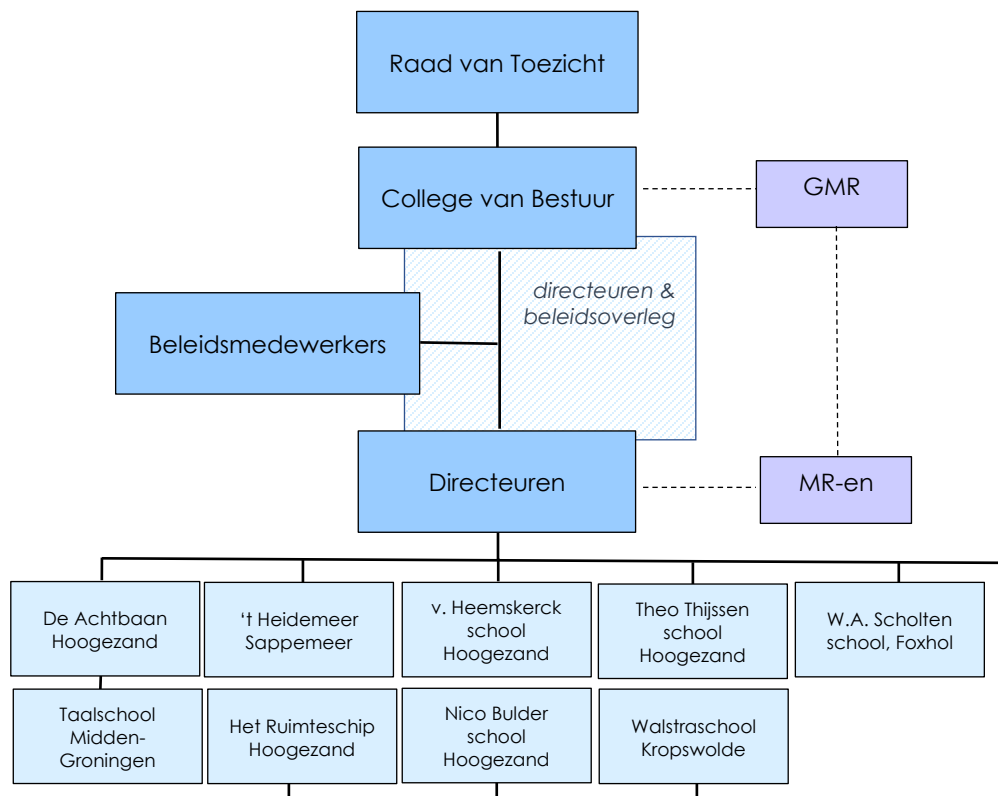 Raad van Toezicht
College van Bestuur
GMR
directeuren &
beleidsoverleg
Beleidsmedewerkers
Directeuren
MR-en
De Achtbaan
Hoogezand
‘t Heidemeer
Sappemeer
v. Heemskerck
school
Hoogezand
Theo Thijssen
school
Hoogezand
W.A. Scholten
school, Foxhol
Taalschool
Midden-
Groningen
Het Ruimteschip
Hoogezand
Nico Bulder
school
Hoogezand
Walstraschool
Kropswolde